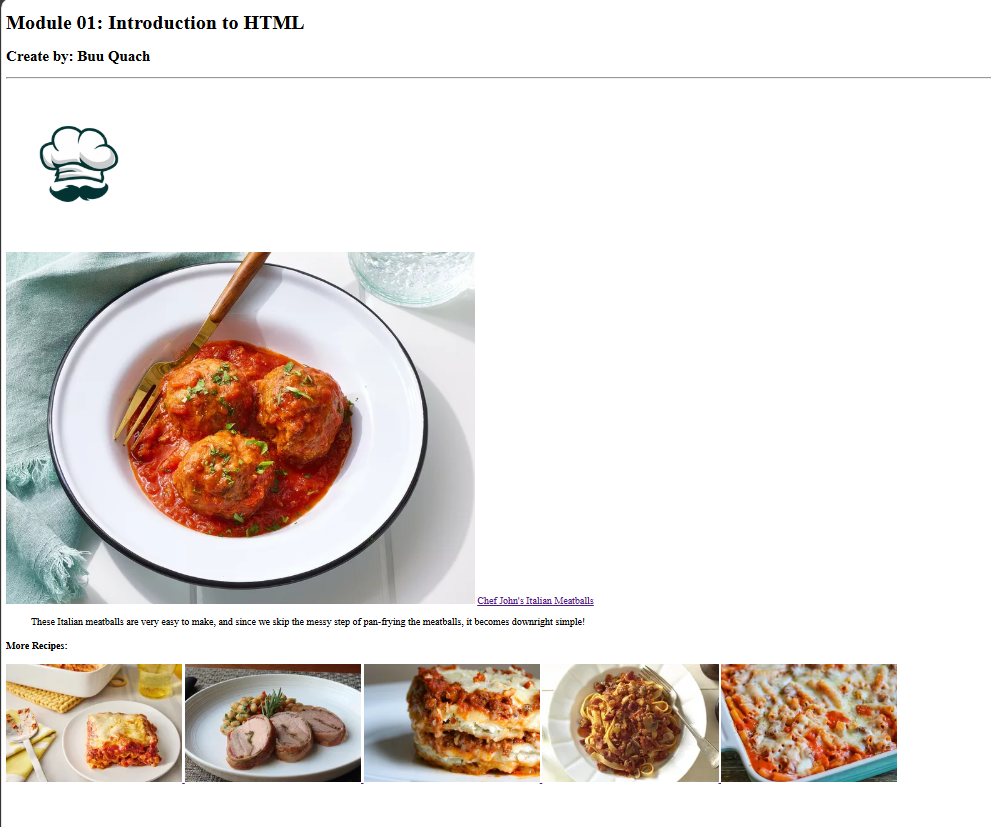 Module 01: Introduction to HTML
Create by: Buu Quach
Chef John's Italian Meatballs
These Italian meatballs are very easy to make, and since we skip the messy step of pan-frying the meatballs, it becomes downright simple!
More Recipes: